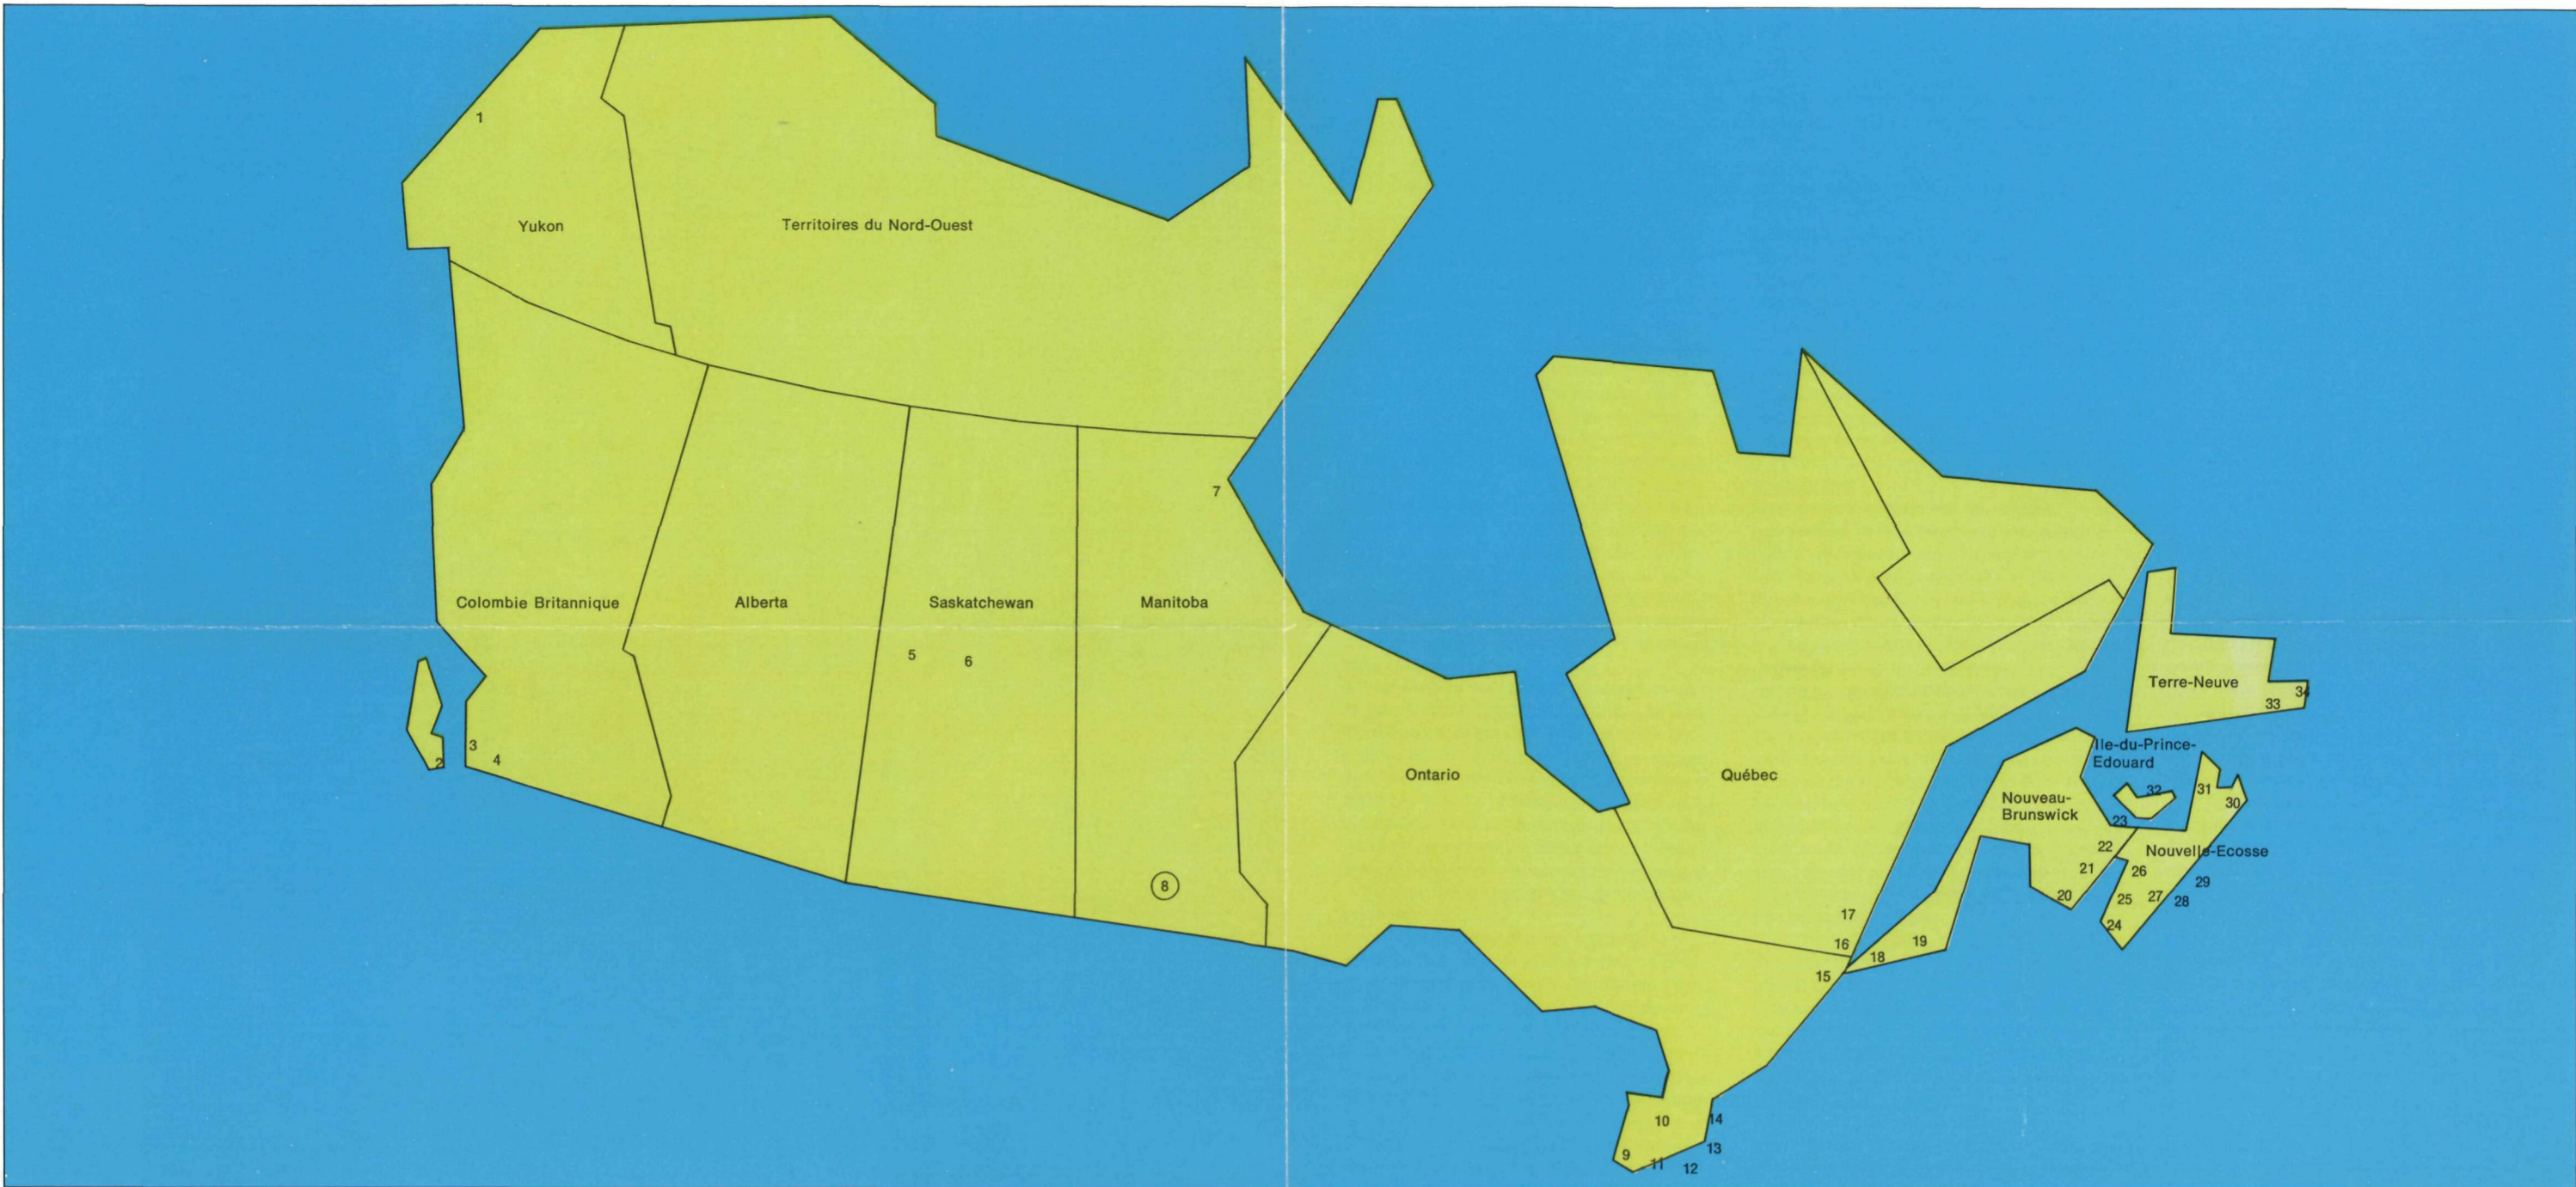 1
Yukon
Territoires du Nord-Ouest
7
Colombie Britannique
Alberta
Saskatchewan
Manitoba
5
6
Terre-Neuve
34
33
3
4
2
Ontario
Québec
Ile-du-Prince-
Edouard
Nouveau-
Brunswick
32
31
30
23
22
Nouvelle-Ecosse
21
26
29
8
20
25
27
28
24
17
16
19
18
15
10
14
13
9
11
12